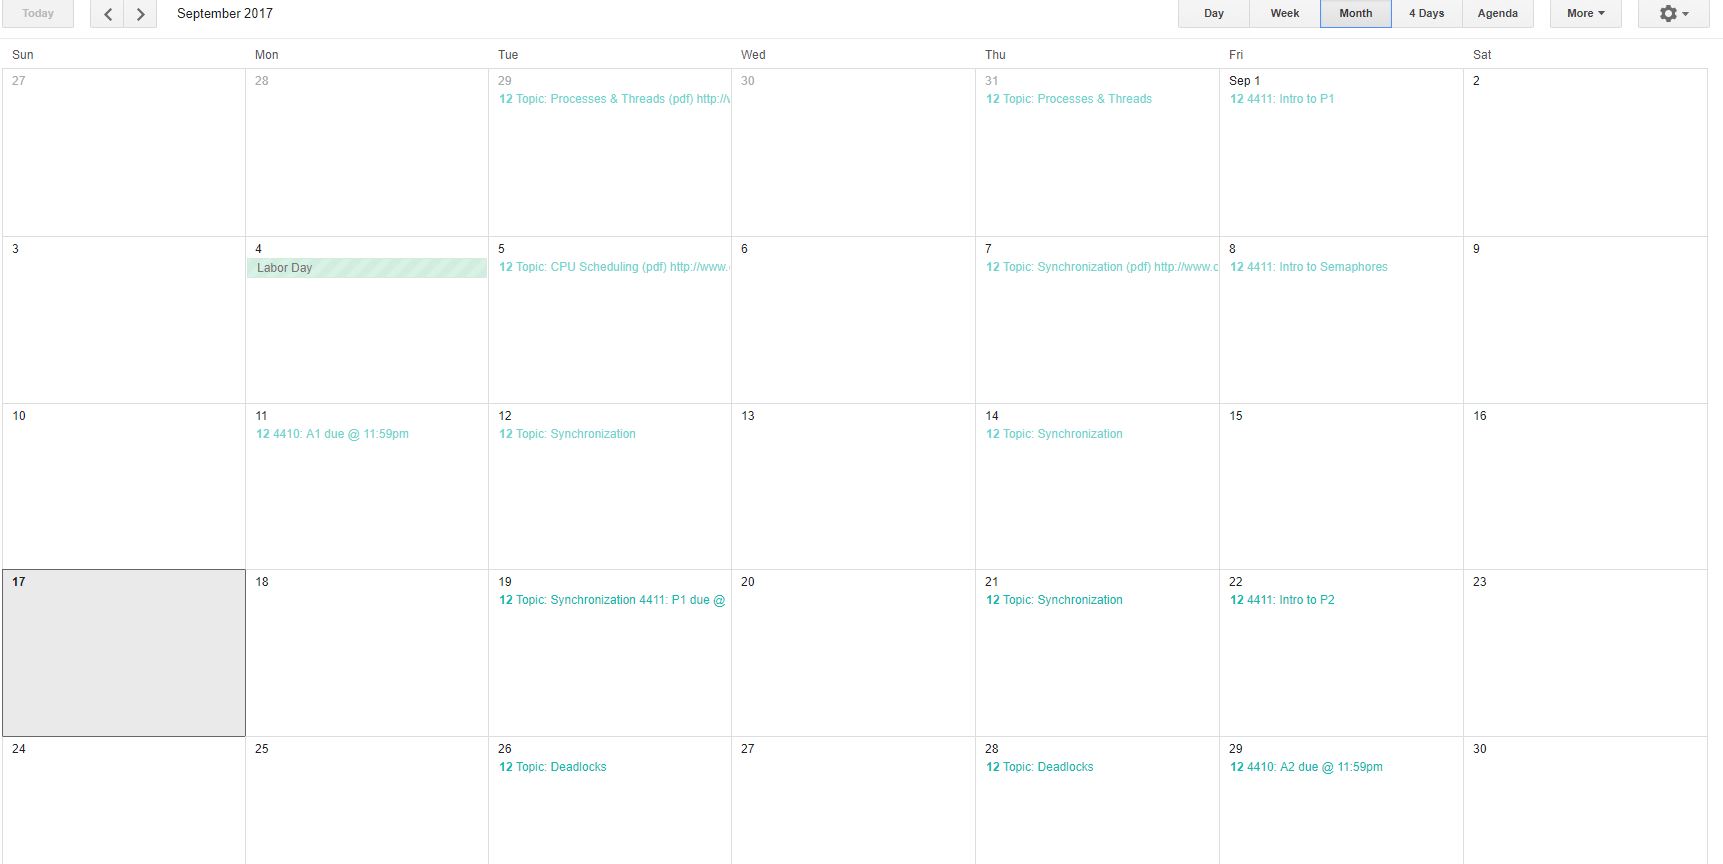 Today September 2017 Day Week Month 4 Days Agenda More
Sun Mon Tue Wed Thu Fri Sat
27 28 29 30 31 Sep 1 2
12 Topic: Processes & Threads (pdf) http:// 12 Topic: Processes & Threads 12 4411: Intro to P1
3 4 5 6 7 8 9
Labor Day 12 Topic: CPU Scheduling (pdf) http://www. 12 Topic: Synchronization (pdf) http://www.c 12 4411: Intro to Semaphores
10 11 12 13 14 15 16
12 4410: A1 due @ 11:59pm 12 Topic: Synchronization 12 Topic: Synchronization
17 18 19 20 21 22 23
12 Topic: Synchronization 4411: P1 due @ 12 Topic: Synchronization 12 4411: Intro to P2
24 25 26 27 28 29 30
12 Topic: Deadlocks 12 Topic: Deadlocks 12 4410: A2 due @ 11:59pm